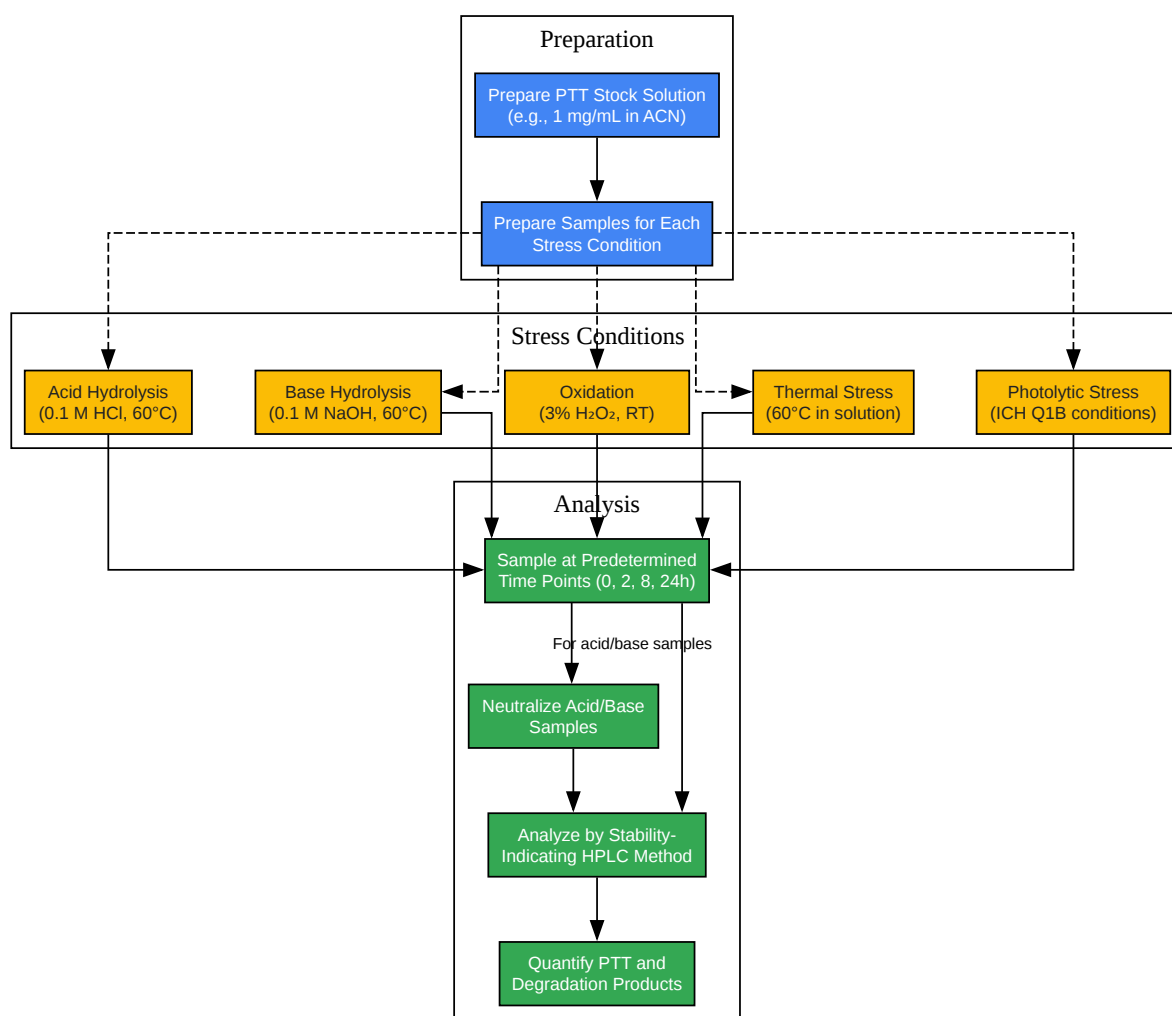 Preparation
Prepare PTT Stock Solution
(e.g., 1 mg/mL in ACN)
Prepare Samples for Each
Stress Condition
Stress Conditions
Acid Hydrolysis
(0.1 M HCl, 60°C)
Base Hydrolysis
(0.1 M NaOH, 60°C)
Oxidation
(3% H₂O₂, RT)
Thermal Stress
(60°C in solution)
Photolytic Stress
(ICH Q1B conditions)
Analysis
Sample at Predetermined
Time Points (0, 2, 8, 24h)
For acid/base samples
Neutralize Acid/Base
Samples
Analyze by Stability-
Indicating HPLC Method
Quantify PTT and
Degradation Products